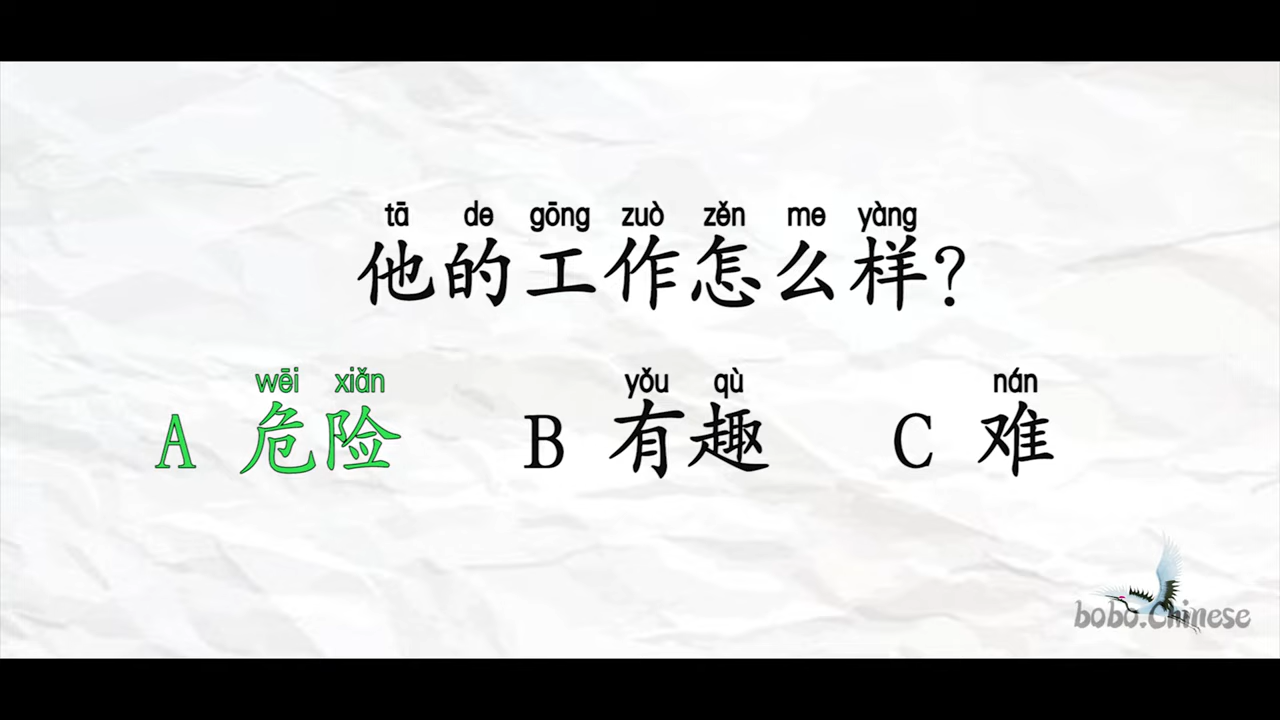 tā de gōng zuò zěn me yàng
他的工作怎么样?
wēi xiǎn yǒu qù nán
A 危险 B 有趣 C 难
bobo.Chinese